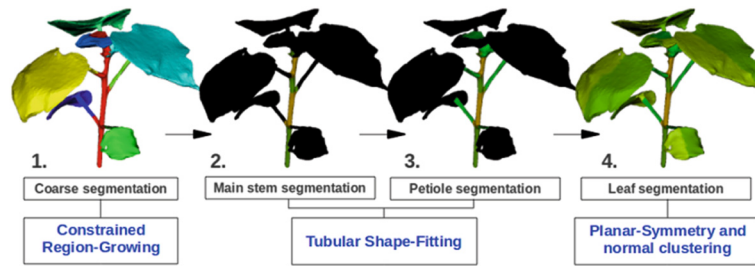 1.
2.
3.
4.
Coarse segmentation
Main stem segmentation
Petiole segmentation
Leaf segmentation
Constrained
Region-Growing
Tubular Shape-Fitting
Planar-Symmetry and
normal clustering